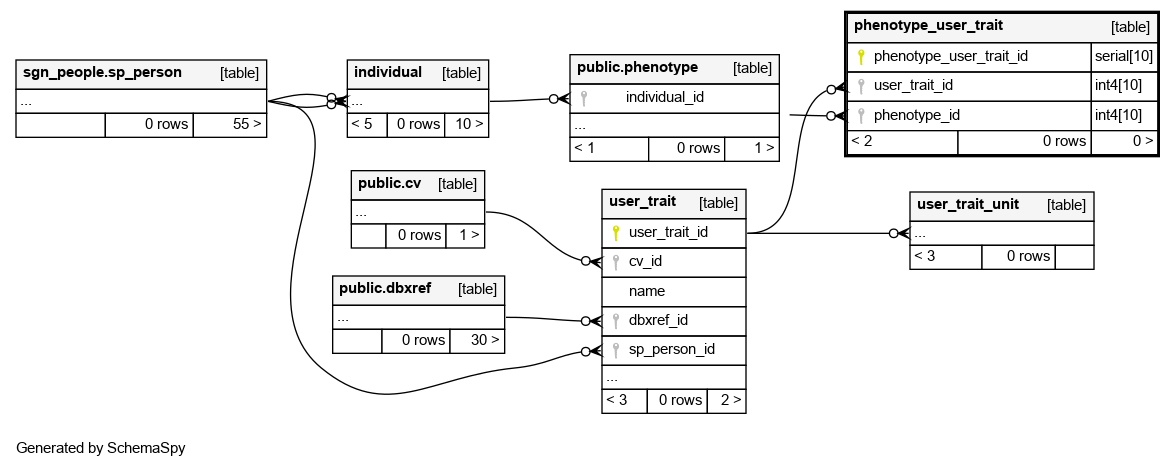 sgn_people.sp_person [table]
...
0 rows 55 >
individual [table]
...
< 5 0 rows 10 >
public.phenotype [table]
individual_id
...
< 1 0 rows 1 >
phenotype_user_trait [table]
phenotype_user_trait_id serial[10]
user_trait_id int4[10]
phenotype_id int4[10]
< 2 0 rows 0 >
public.cv [table]
...
0 rows 1 >
public.dbxref [table]
...
0 rows 30 >
user_trait [table]
user_trait_id
cv_id
name
dbxref_id
sp_person_id
...
< 3 0 rows 2 >
user_trait_unit [table]
...
< 3 0 rows
Generated by SchemaSpy